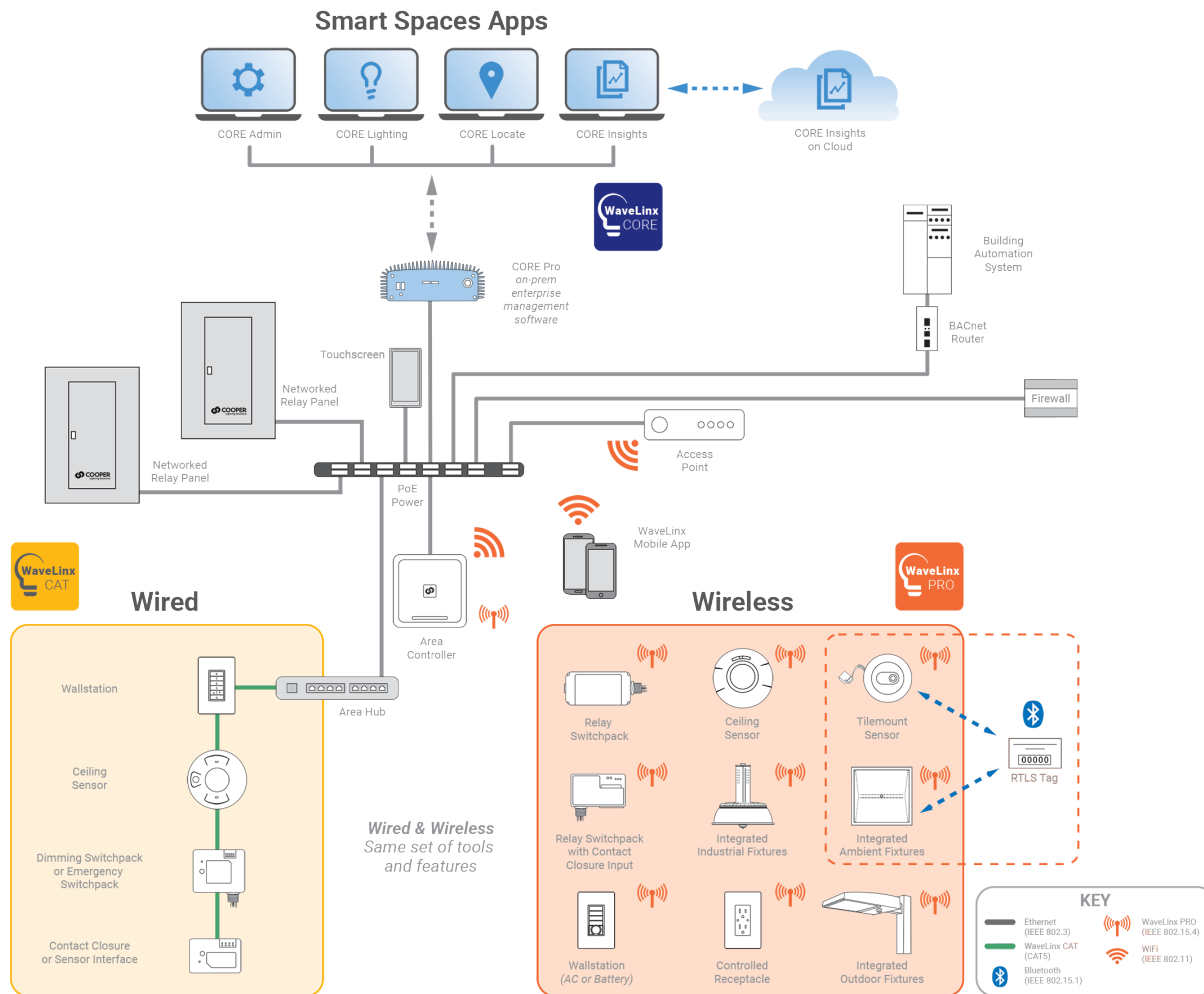 Smart Spaces Apps
CORE Admin
CORE Lighting
CORE Locate
CORE Insights
CORE Insights
on Cloud
WaveLinx
CORE
CORE Pro
on-prem
enterprise
management
software
Building
Automation
System
BACnet
Router
Touchscreen
Networked
Relay Panel
COOPER
Lighting Solutions
Firewall
Access
Point
Networked
Relay Panel
COOPER
Lighting Solutions
PoE
Power
WaveLinx
Mobile App
WaveLinx
CAT
Wired
Area
Controller
WaveLinx
PRO
Wireless
Wallstation
Area Hub
Ceiling
Sensor
Dimming Switchpack
or Emergency
Switchpack
Contact Closure
or Sensor Interface
Wired & Wireless
Same set of tools
and features
Relay
Switchpack
Ceiling
Sensor
Tilemount
Sensor
00000
RTLS Tag
Relay Switchpack
with Contact
Closure Input
Integrated
Industrial Fixtures
Integrated
Ambient Fixtures
Wallstation
(AC or Battery)
Controlled
Receptacle
Integrated
Outdoor Fixtures
KEY
Ethernet
(IEEE 802.3)
WaveLinx CAT
(CAT5)
Bluetooth
(IEEE 802.15.1)
WaveLinx PRO
(IEEE 802.15.4)
WiFi
(IEEE 802.11)